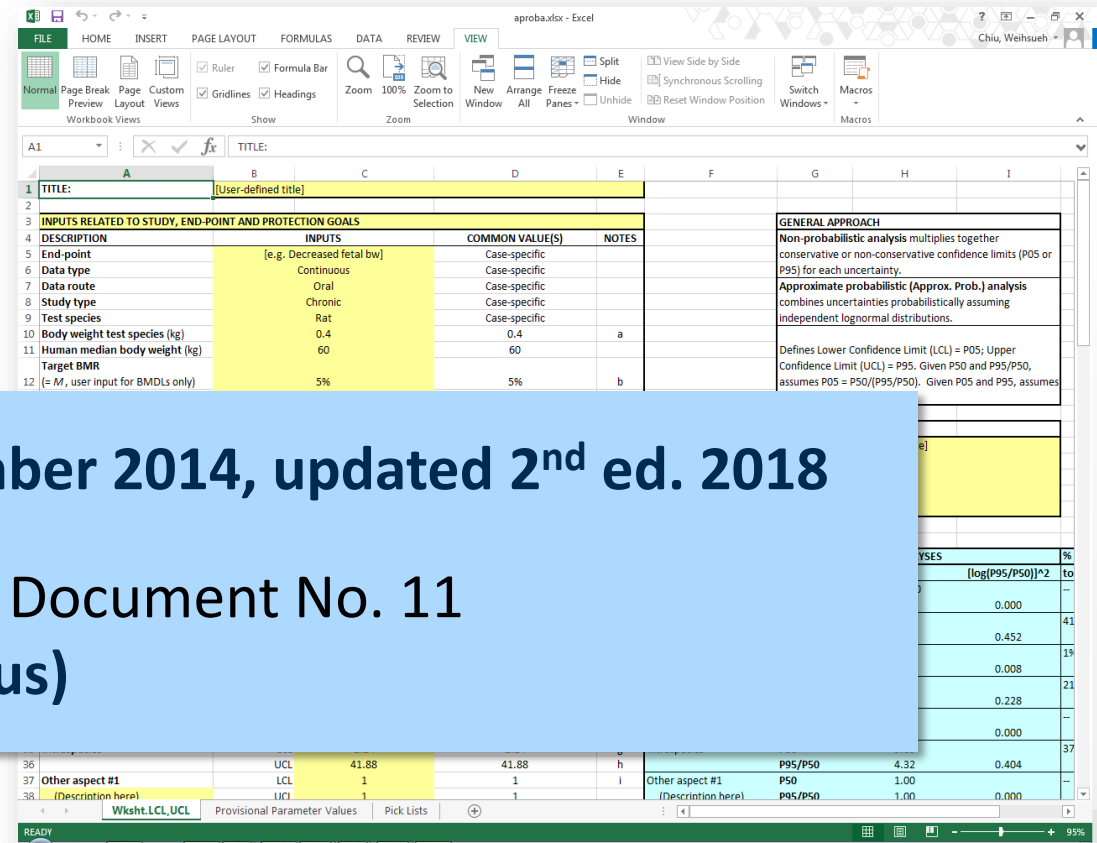 aproba.xlsx - Excel
FILE HOME INSERT PAGE LAYOUT FORMULAS DATA REVIEW VIEW Chiu, Weihsueh
Normal Page Break Preview Page Layout Custom Views
Ruler Formula Bar
Gridlines Headings
Zoom 100% Zoom to Selection
New Window Arrange All Freeze Panes
Split
Hide
Unhide
View Side by Side
Synchronous Scrolling
Reset Window Position
Switch Windows Macros
Workbook Views Show Zoom Window Macros
A1 fx TITLE:
A B C D E F G H I
1 TITLE: [User-defined title]
2
3 INPUTS RELATED TO STUDY, END-POINT AND PROTECTION GOALS GENERAL APPROACH
4 DESCRIPTION INPUTS COMMON VALUE(S) NOTES Non-probabilistic analysis multiplies together
5 End-point [e.g. Decreased fetal bw] Case-specific conservative or non-conservative confidence limits (P05 or
6 Data type Continuous Case-specific P95) for each uncertainty.
7 Data route Oral Case-specific Approximate probabilistic (Approx. Prob.) analysis
8 Study type Chronic Case-specific combines uncertainties probabilistically assuming
9 Test species Rat Case-specific independent lognormal distributions.
10 Body weight test species (kg) 0.4 0.4 a
11 Human median body weight (kg) 60 60 Defines Lower Confidence Limit (LCL) = P05; Upper
Target BMR Confidence Limit (UCL) = P95. Given P50 and P95/P50,
12 (= M, user input for BMDLs only) 5% 5% b assumes P05 = P50/(P95/P50). Given P05 and P95, assumes
e]
mber 2014, updated 2nd ed. 2018
Document No. 11
us)
YSES %
[log(P95/P50)]^2 to
--
0.000
41
0.452
1%
0.008
21
0.228
--
0.000
37
36 UCL 41.88 41.88 h P95/P50 4.32 0.404
37 Other aspect #1 LCL 1 1 i Other aspect #1 P50 1.00 --
38 (Description here) UCL 1 1 (Description here) P95/P50 1.00 0.000
Wksht.LCL,UCL Provisional Parameter Values Pick Lists
READY 95%